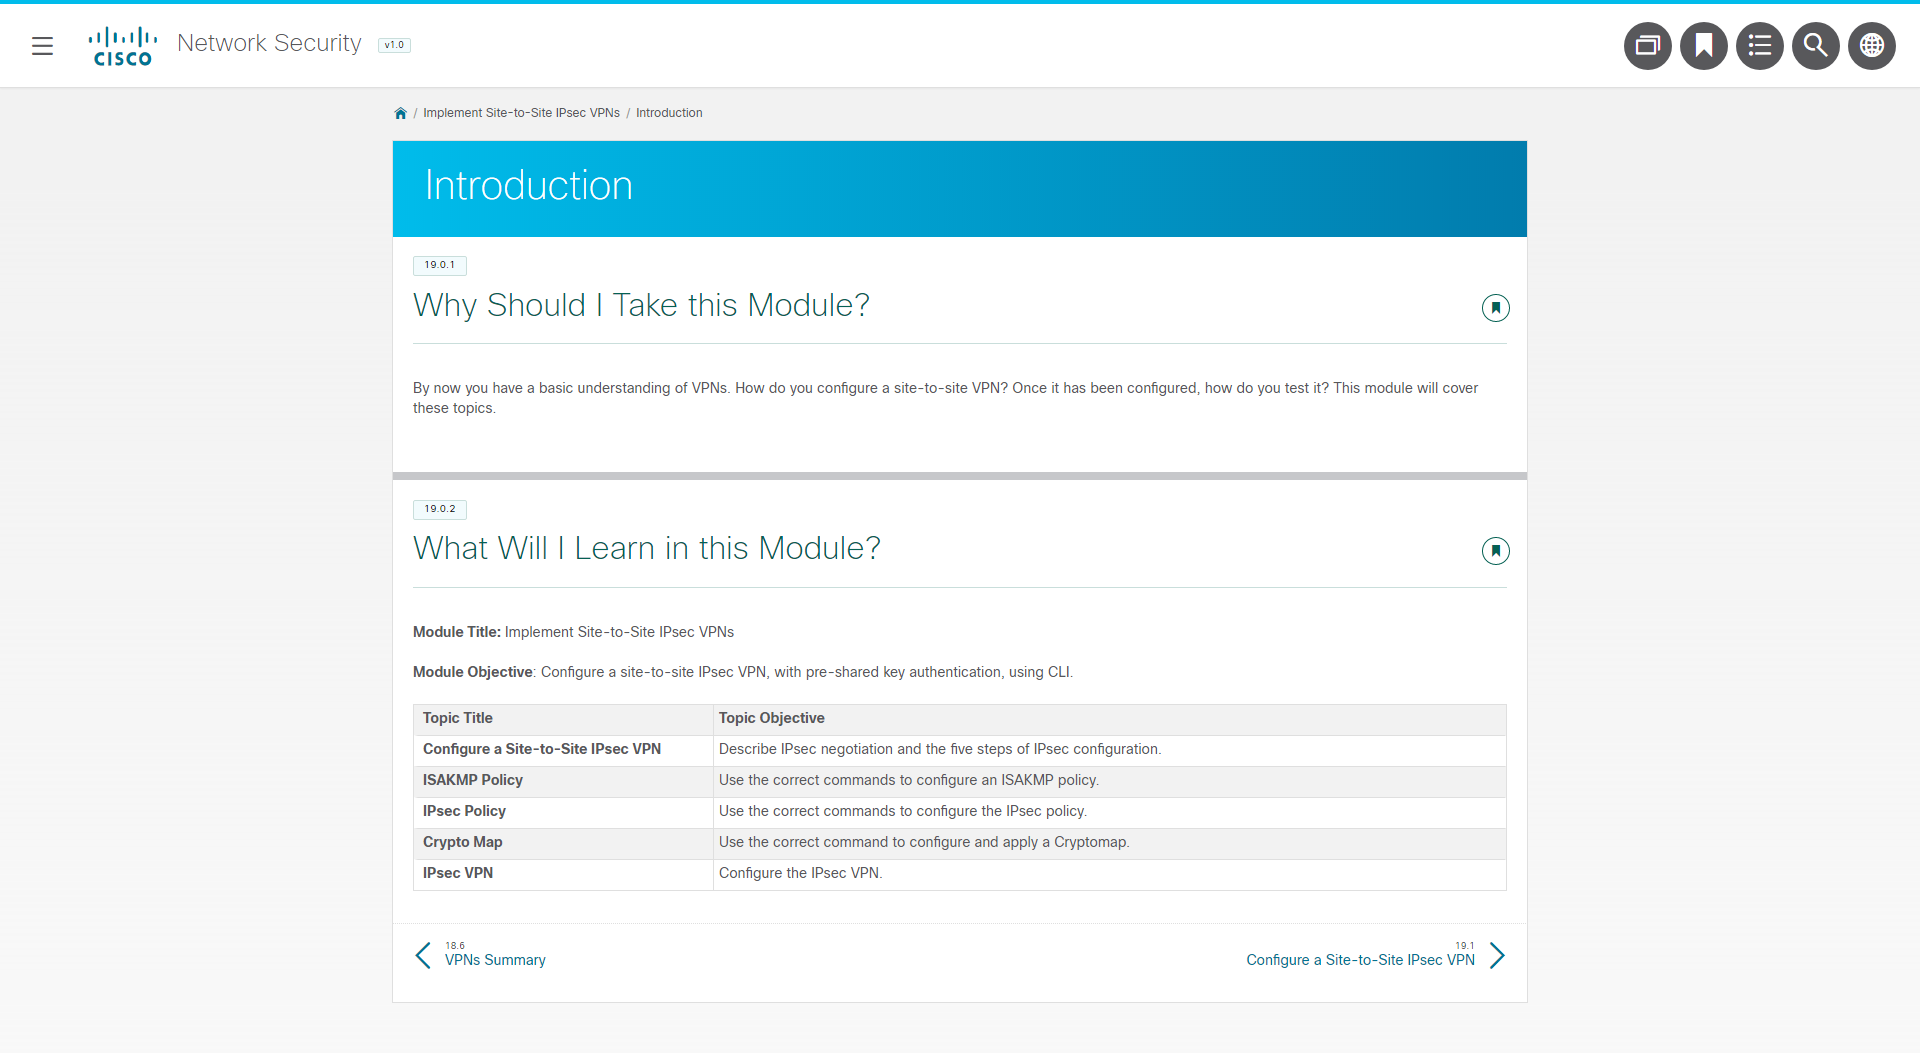 CISCO
Network Security
v1.0
/ Implement Site-to-Site IPsec VPNs / Introduction
Introduction
19.0.1
Why Should I Take this Module?
By now you have a basic understanding of VPNs. How do you configure a site-to-site VPN? Once it has been configured, how do you test it? This module will cover
these topics.
19.0.2
What Will I Learn in this Module?
Module Title: Implement Site-to-Site IPsec VPNs
Module Objective: Configure a site-to-site IPsec VPN, with pre-shared key authentication, using CLI.
Topic Title Topic Objective
Configure a Site-to-Site IPsec VPN Describe IPsec negotiation and the five steps of IPsec configuration.
ISAKMP Policy Use the correct commands to configure an ISAKMP policy.
IPsec Policy Use the correct commands to configure the IPsec policy.
Crypto Map Use the correct command to configure and apply a Cryptomap.
IPsec VPN Configure the IPsec VPN.
18.6
VPNs Summary
19.1
Configure a Site-to-Site IPsec VPN